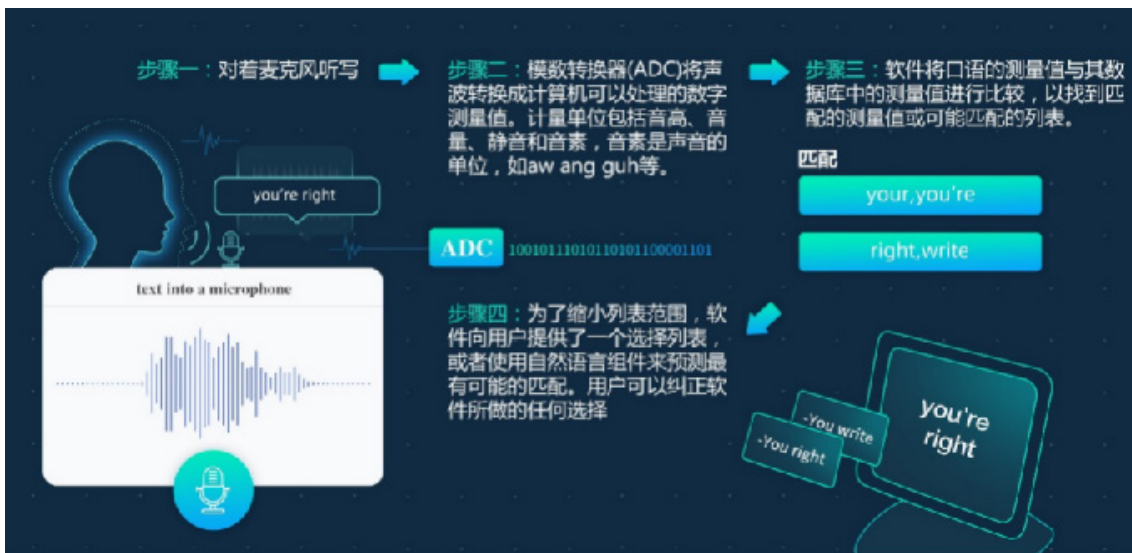 步骤一：对着麦克风听写
you're right
text into a microphone
步骤二：模数转换器(ADC)将声
波转换成计算机可以处理的数字
测量值。计量单位包括音高、音
量、静音和音素，音素是声音的
单位，如aw ang guh等。
ADC 10010111010110101100001101
步骤三：软件将口语的测量值与其数
据库中的测量值进行比较，以找到匹
配的测量值或可能匹配的列表。
匹配
your,you're
right,write
步骤四：为了缩小列表范围，软
件向用户提供了一个选择列表，
或者使用自然语言组件来预测最
有可能的匹配。用户可以纠正软
件所做的任何选择
-You write
-You right
you're
right